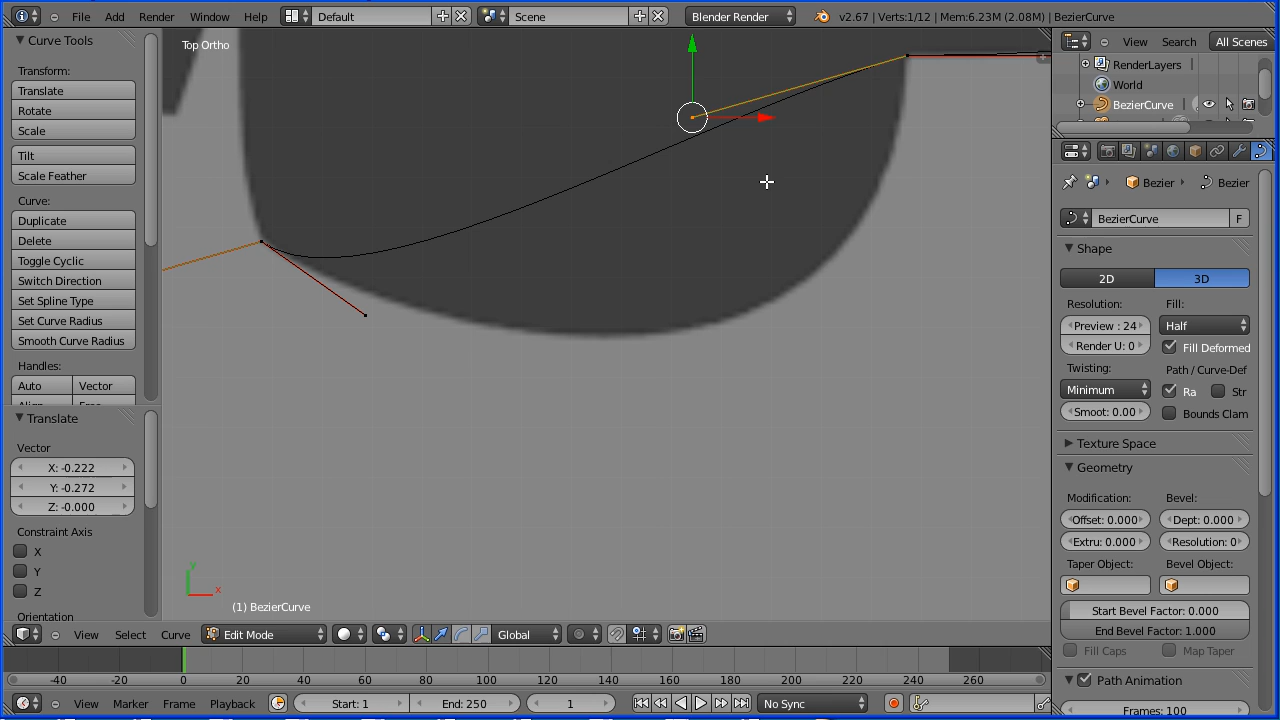 File Add Render Window Help Default Scene Blender Render v2.67 | Verts:1/12 | Mem:6.23M (2.08M) | BezierCurve
Curve Tools
Transform:
Translate
Rotate
Scale
Tilt
Scale Feather
Curve:
Duplicate
Delete
Toggle Cyclic
Switch Direction
Set Spline Type
Set Curve Radius
Smooth Curve Radius
Handles:
Auto Vector
Translate
Vector
X: -0.222
Y: -0.272
Z: -0.000
Constraint Axis
X
Y
Z
Orientation
Top Ortho
y
x
(1) BezierCurve
View Select Curve Edit Mode Global
-40 -20 0 20 40 60 80 100 120 140 160 180 200 220 240 260
View Marker Frame Playback Start: 1 End: 250 1 No Sync
View Search All Scenes
RenderLayers |
World
BezierCurve |
Bezier Bezier
BezierCurve F
Shape
2D 3D
Resolution: Fill:
Preview : 24 Half
Render U: 0 Fill Deformed
Twisting: Path / Curve-Def
Minimum Ra Str
Smoot: 0.00 Bounds Clam
Texture Space
Geometry
Modification: Bevel:
Offset: 0.000 Dept: 0.000
Extru: 0.000 Resolution: 0
Taper Object: Bevel Object:
Start Bevel Factor: 0.000
End Bevel Factor: 1.000
Fill Caps Map Taper
Path Animation
Frames: 100